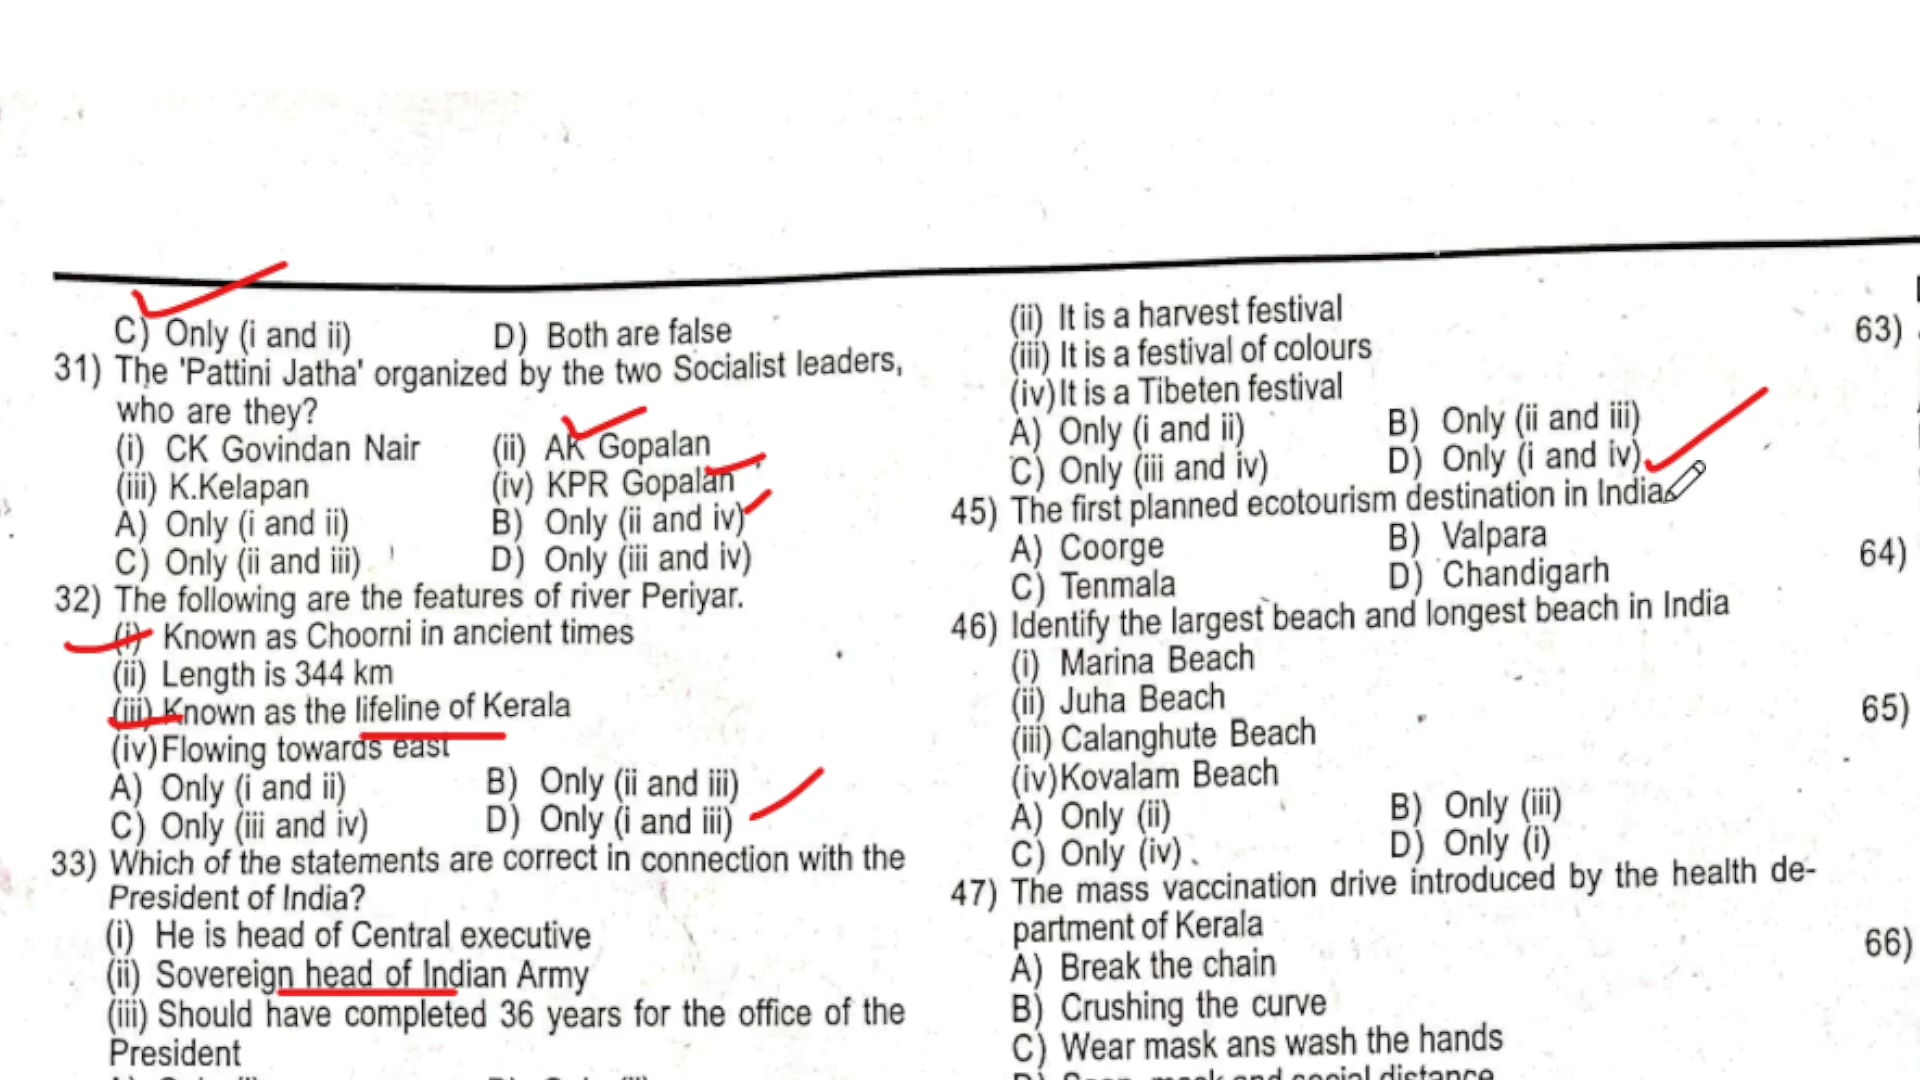 C) Only (i and ii)
D) Both are false
31) The 'Pattini Jatha' organized by the two Socialist leaders,
who are they?
(i) CK Govindan Nair
(ii) AK Gopalan
(iii) K.Kelapan
(iv) KPR Gopalan
A) Only (i and ii)
B) Only (ii and iv)
C) Only (ii and iii)
D) Only (iii and iv)
32) The following are the features of river Periyar.
(i) Known as Choorni in ancient times
(ii) Length is 344 km
(iii) Known as the lifeline of Kerala
(iv) Flowing towards east
A) Only (i and ii)
B) Only (ii and iii)
C) Only (iii and iv)
D) Only (i and iii)
33) Which of the statements are correct in connection with the
President of India?
(i) He is head of Central executive
(ii) Sovereign head of Indian Army
(iii) Should have completed 36 years for the office of the
President
(ii) It is a harvest festival
(iii) It is a festival of colours
(iv) It is a Tibeten festival
A) Only (i and ii)
B) Only (ii and iii)
C) Only (iii and iv)
D) Only (i and iv)
45) The first planned ecotourism destination in India
A) Coorge
B) Valpara
C) Tenmala
D) Chandigarh
46) Identify the largest beach and longest beach in India
(i) Marina Beach
(ii) Juha Beach
(iii) Calanghute Beach
(iv) Kovalam Beach
A) Only (ii)
B) Only (iii)
C) Only (iv)
D) Only (i)
47) The mass vaccination drive introduced by the health de-
partment of Kerala
A) Break the chain
B) Crushing the curve
C) Wear mask ans wash the hands
D) Soap, mask and social distance
63)
64)
65)
66)